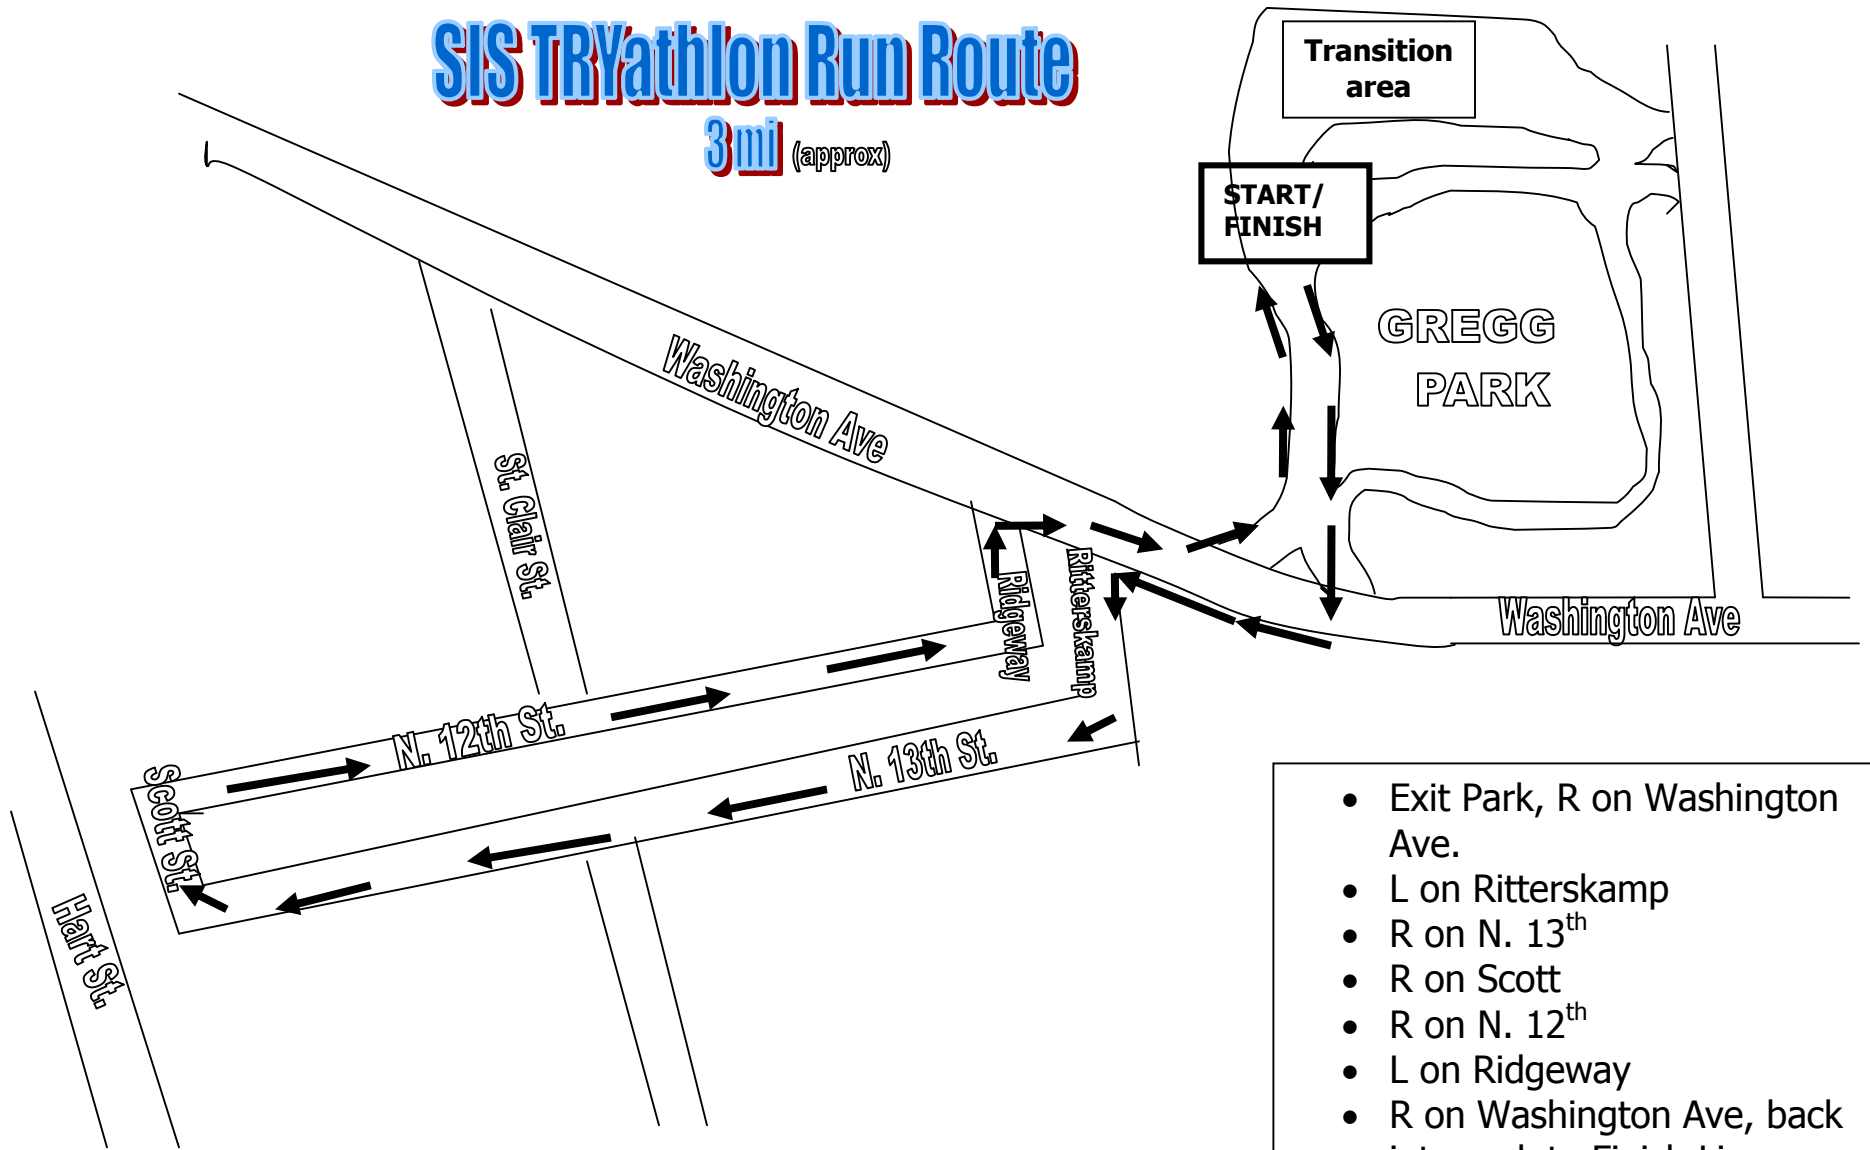 SIS TRYathlon Run Route
3 mi (approx)
Transition
area
START/
FINISH
GREGG
PARK
Washington Ave
St. Clair St.
Ridgeway
Ritterskamp
Washington Ave
N. 12th St.
N. 13th St.
Scott St.
Hart St.
• Exit Park, R on Washington
Ave.
• L on Ritterskamp
• R on N. 13th
• R on Scott
• R on N. 12th
• L on Ridgeway
• R on Washington Ave, back